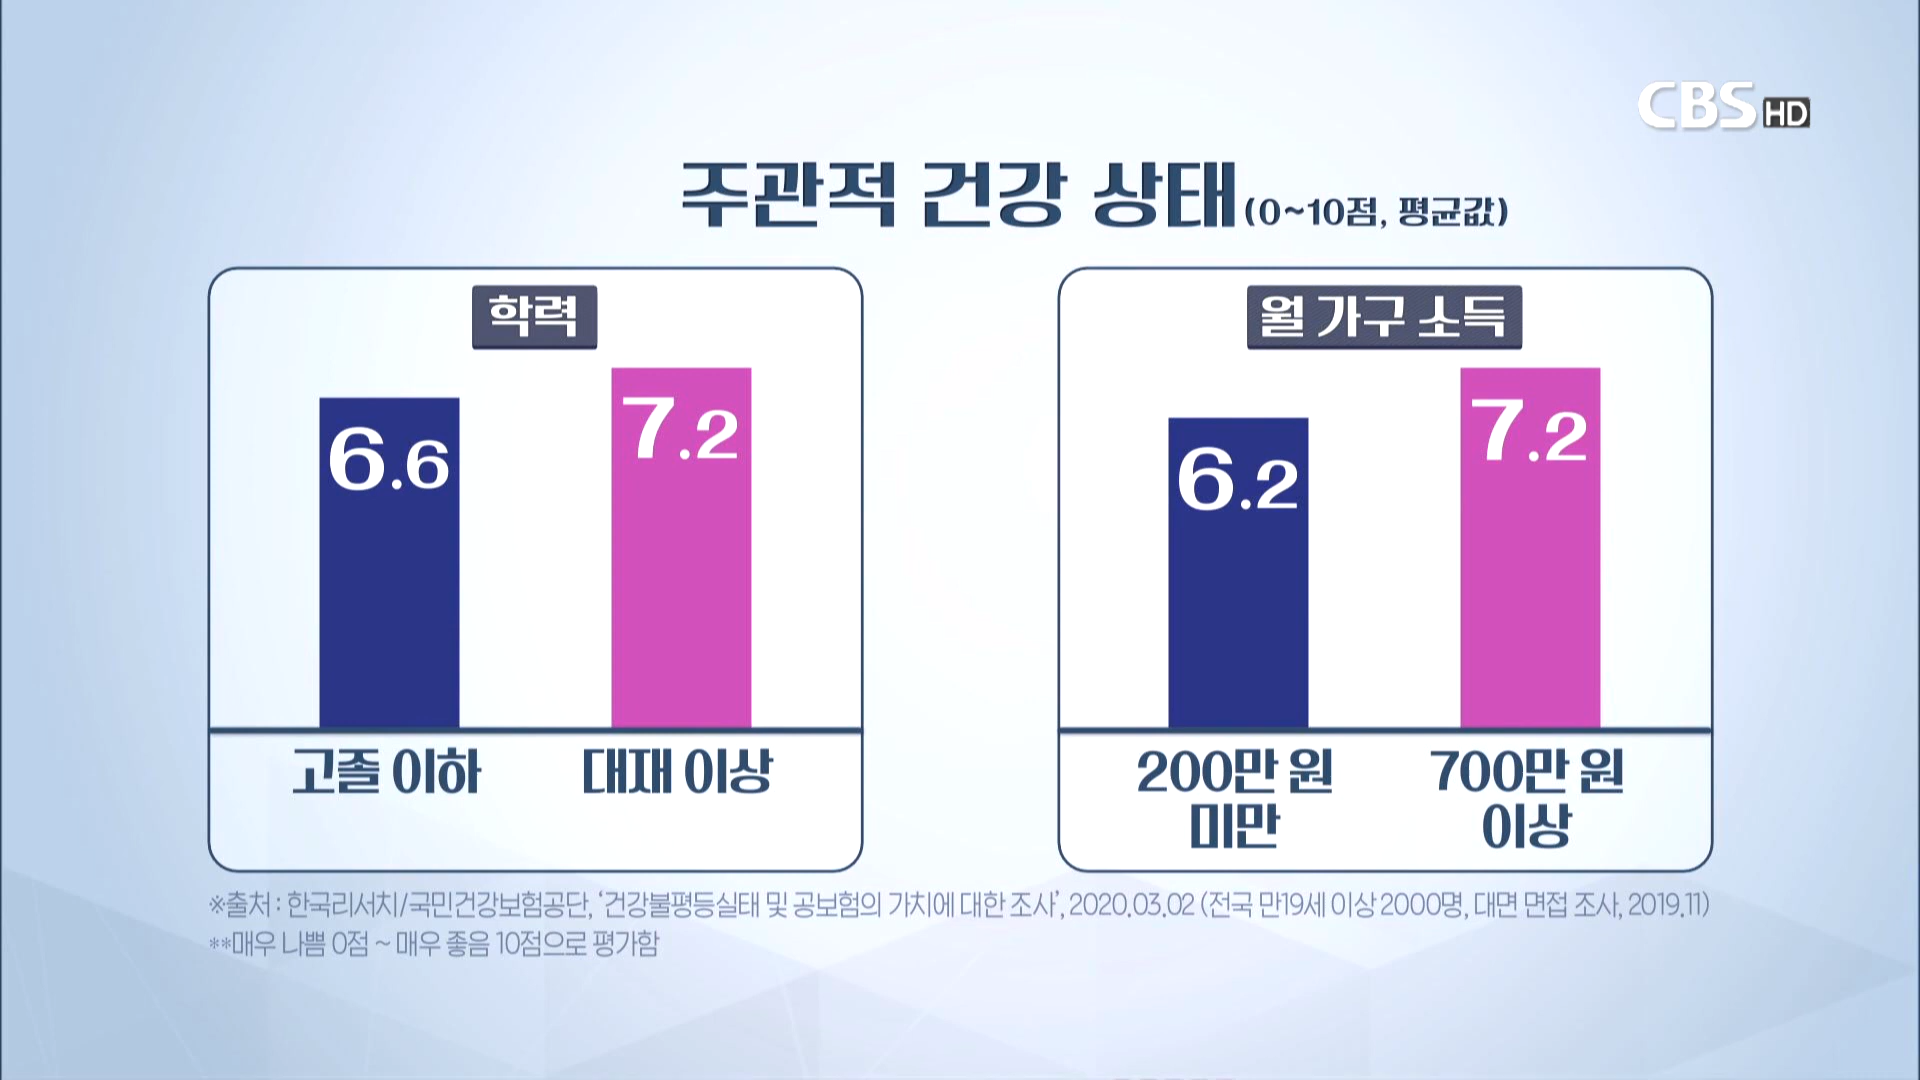 CBS HD
주관적 건강 상태 (0~10점, 평균값)
학력
6.6
7.2
고졸 이하
대재 이상
월 가구 소득
6.2
7.2
200만 원
미만
700만 원
이상
※출처 : 한국리서치/국민건강보험공단, ‘건강불평등실태 및 공보험의 가치에 대한 조사’, 2020.03.02 (전국 만19세 이상 2000명, 대면 면접 조사, 2019.11)
**매우 나쁨 0점 ~ 매우 좋음 10점으로 평가함